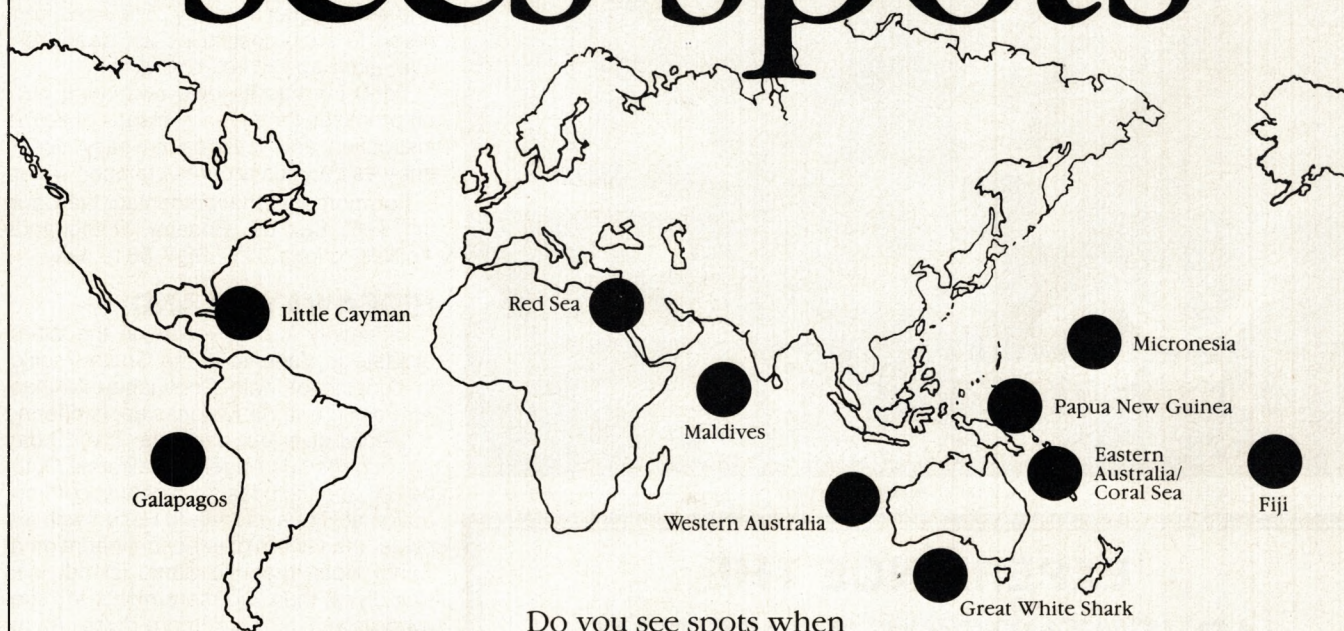 sees spots
Little Cayman
Red Sea
Micronesia
Maldives
Papua New Guinea
Galapagos
Eastern
Australia/
Coral Sea
Fiji
Western Australia
Great White Shark
Do you see spots when